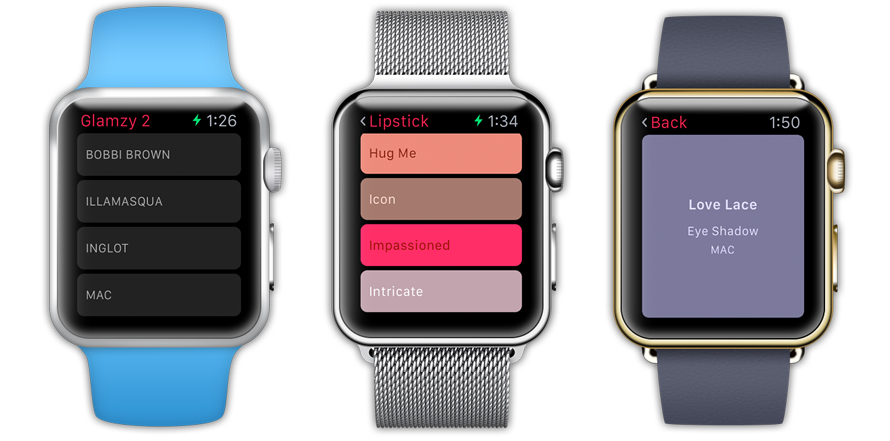 Glamzy 2 1:26
BOBBI BROWN
ILLAMASQUA
INGLOT
MAC
Lipstick 1:34
Hug Me
Icon
Impassioned
Intricate
Back 1:50
Love Lace
Eye Shadow
MAC